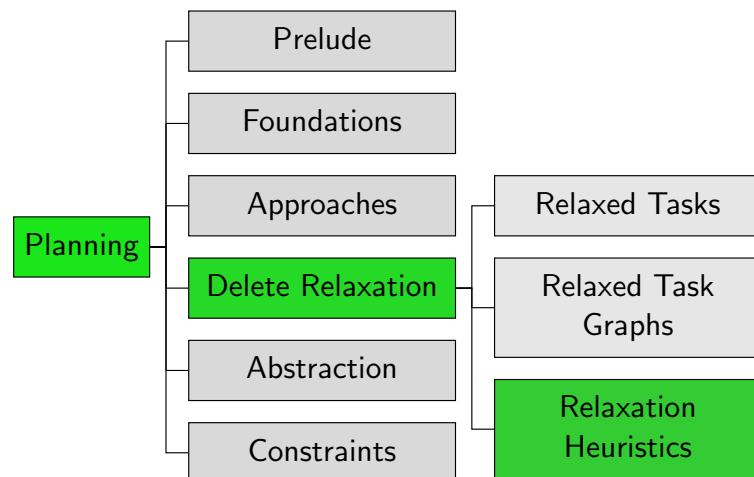 Prelude
Foundations
Approaches
Relaxed Tasks
Planning
Delete Relaxation
Relaxed Task
Graphs
Abstraction
Relaxation
Heuristics
Constraints